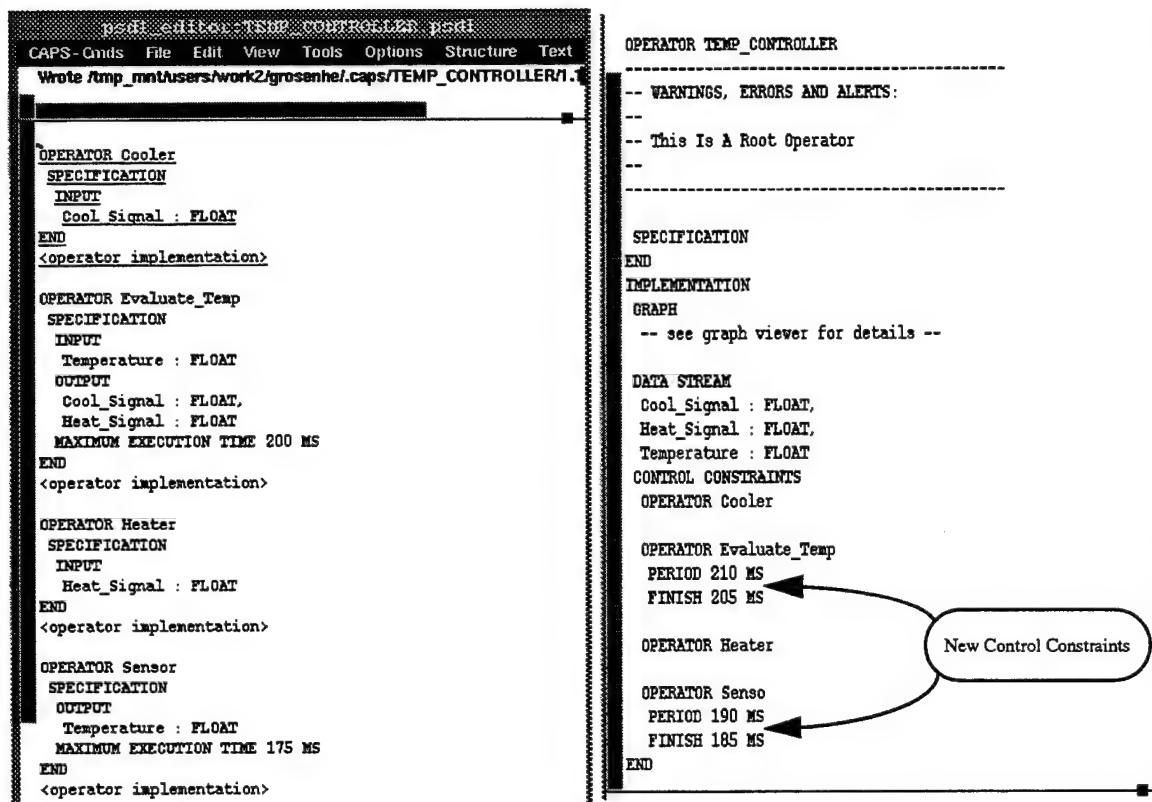 psdl_editor:TEMP_CONTROLLER.psdl
CAPS-Cmds File Edit View Tools Options Structure Text
Wrote /tmp_mnt/users/work2/grosenhe/.caps/TEMP_CONTROLLER/1.1
OPERATOR Cooler
SPECIFICATION
INPUT
Cool_Signal : FLOAT
END
<operator implementation>
OPERATOR Evaluate_Temp
SPECIFICATION
INPUT
Temperature : FLOAT
OUTPUT
Cool_Signal : FLOAT,
Heat_Signal : FLOAT
MAXIMUM EXECUTION TIME 200 MS
END
<operator implementation>
OPERATOR Heater
SPECIFICATION
INPUT
Heat_Signal : FLOAT
END
<operator implementation>
OPERATOR Sensor
SPECIFICATION
OUTPUT
Temperature : FLOAT
MAXIMUM EXECUTION TIME 175 MS
END
<operator implementation>
OPERATOR TEMP_CONTROLLER
--------------------------------------------------
-- WARNINGS, ERRORS AND ALERTS:
--
-- This Is A Root Operator
--
--------------------------------------------------
SPECIFICATION
END
IMPLEMENTATION
GRAPH
-- see graph viewer for details --
DATA STREAM
Cool_Signal : FLOAT,
Heat_Signal : FLOAT,
Temperature : FLOAT
CONTROL CONSTRAINTS
OPERATOR Cooler
OPERATOR Evaluate_Temp
PERIOD 210 MS
FINISH 205 MS
OPERATOR Heater
OPERATOR Senso
PERIOD 190 MS
FINISH 185 MS
END
New Control Constraints